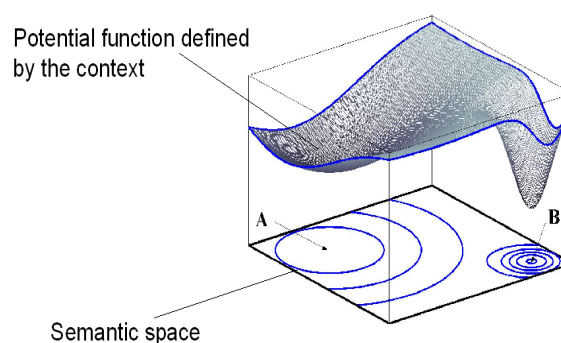 Potential function defined
by the context
A
B
Semantic space